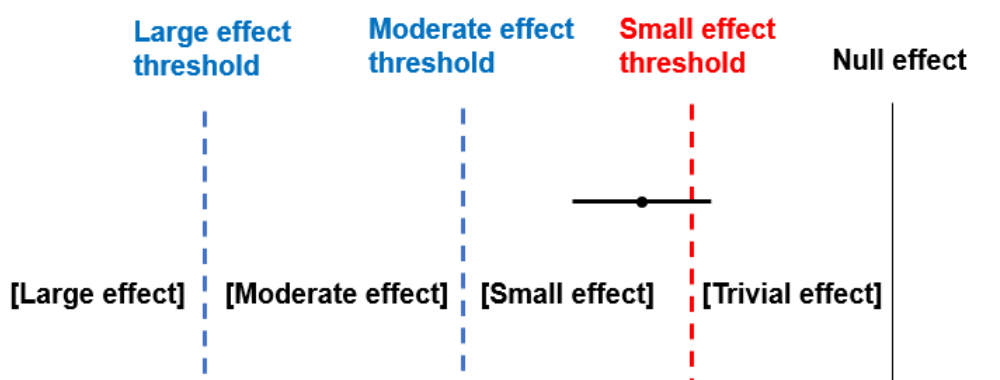 Large effect
threshold
Moderate effect
threshold
Small effect
threshold
Null effect
[Large effect]
[Moderate effect]
[Small effect]
[Trivial effect]